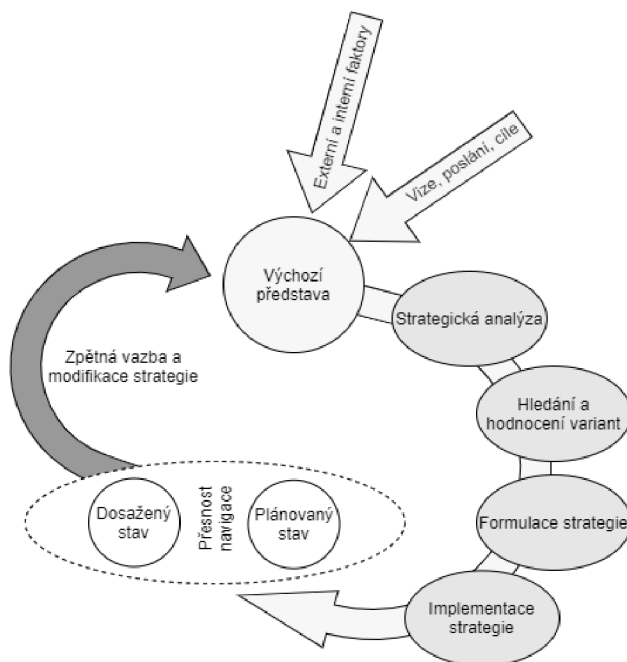 Externí a interní faktory
Vize, poslání, cíle
Výchozí
představa
Strategická analýza
Hledání a
hodnocení variant
Formulace strategie
Implementace
strategie
Zpětná vazba a
modifikace strategie
Dosažený
stav
Přesnost
navigace
Plánovaný
stav